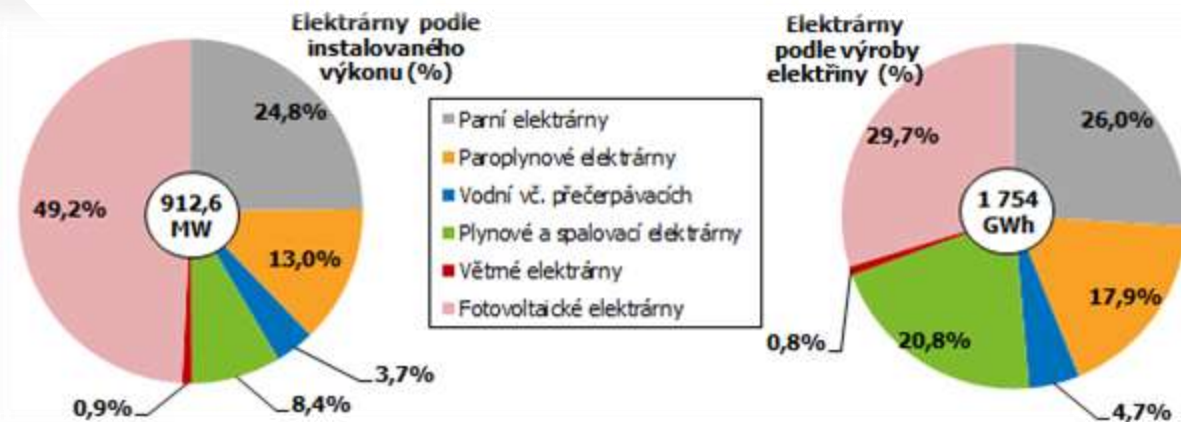 Elektrárny podle
instalovaného
výkonu (%)
24,8%
49,2%
912,6
MW
13,0%
3,7%
8,4%
0,9%
Parní elektrárny
Paroplynové elektrárny
Vodní vč. přečerpávacích
Plynové a spalovací elektrárny
Větrné elektrárny
Fotovoltaické elektrárny
Elektrárny
podle výroby
elektřiny (%)
26,0%
29,7%
1 754
GWh
17,9%
20,8%
0,8%
4,7%